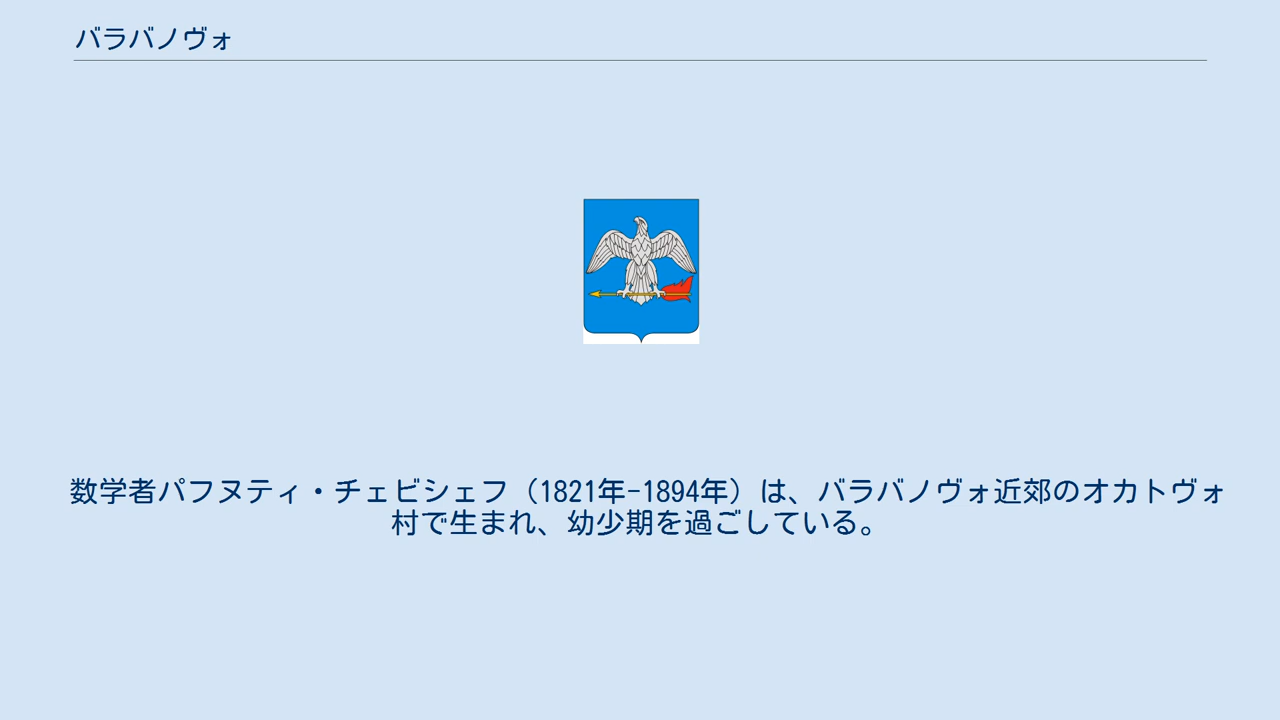 バラバノヴォ
数学者パフヌティ・チェビシェフ（1821年-1894年）は、バラバノヴォ近郊のオカトヴォ
村で生まれ、幼少期を過ごしている。